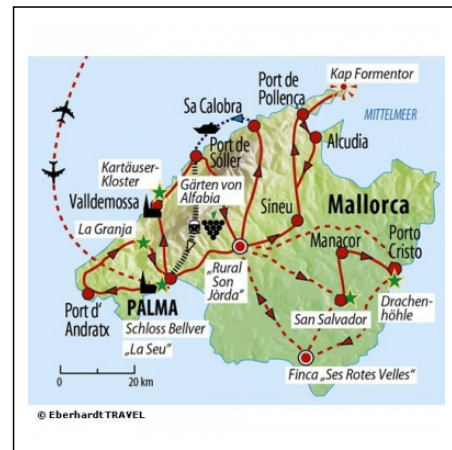 Kap Formentor
Port de
Pollença
Sa Calobra
MITTELMEER
Alcudia
Port de
Sóller
Kartäuser-
Kloster
Gärten von
Alfabia
Valldemossa
Sineu
Mallorca
La Granja
Manacor
Porto
Cristo
„Rural
Son
Jòrda“
PALMA
Port d'
Andratx
San Salvador
Drachen-
höhle
Schloss Bellver
„La Seu“
Finca „Ses Rotes Velles“
0 20 km
© Eberhardt TRAVEL